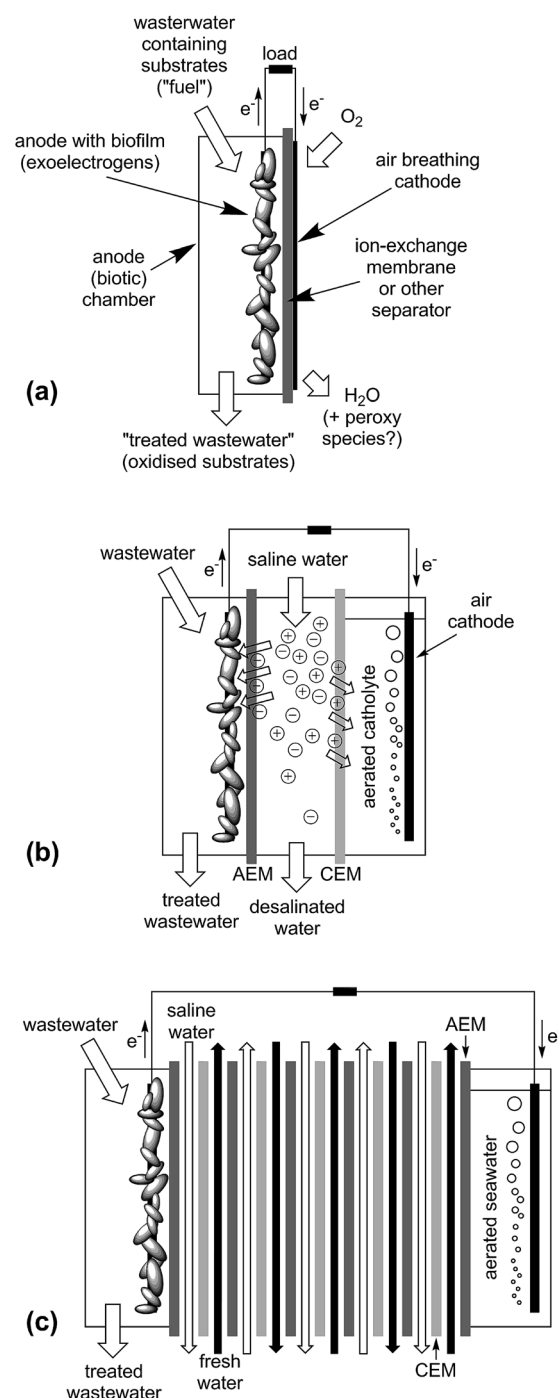 wasterwater
containing
substrates
("fuel")
load
e-
e-
O2
anode with biofilm
(exoelectrogens)
air breathing
cathode
anode
(biotic)
chamber
ion-exchange
membrane
or other
separator
(a)
H2O
(+ peroxy
species?)
"treated wastewater"
(oxidised substrates)
wastewater
e-
saline water
e-
air
cathode
aerated catholyte
(b)
AEM
CEM
treated
wastewater
desalinated
water
wastewater
e-
saline
water
AEM
e
aerated seawater
(c)
fresh
water
CEM
treated
wastewater